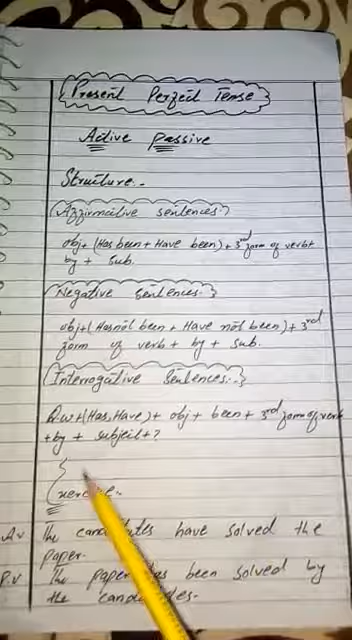 Present Perfect Tense
Active Passive
Structure..
Affirmative sentences:
obj + (Has been + Have been) + 3rd form of verb +
by + sub.
Negative Sentences:
obj + (Has not been + Have not been) + 3rd
form of verb + by + sub.
Interrogative Sentences..
Q.w + (Has, Have) + obj + been + 3rd form of verb
+ by + subject + ?
Exercise.
A.v The candidates have solved the
paper.
P.v The paper has been solved by
the candidates.